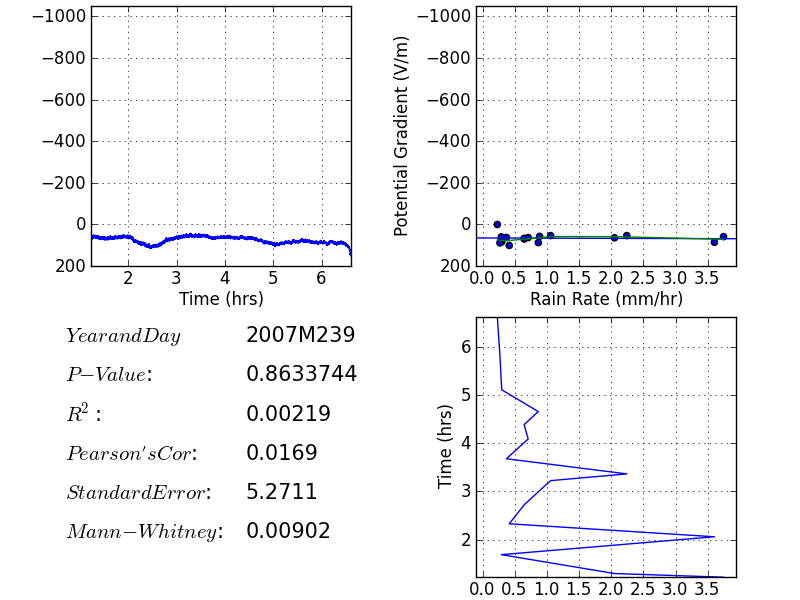 −1000
−800
−600
−400
−200
0
200
2 3 4 5 6
Time (hrs)
Potential Gradient (V/m)
−1000
−800
−600
−400
−200
0
200
0.0 0.5 1.0 1.5 2.0 2.5 3.0 3.5
Rain Rate (mm/hr)
YearandDay 2007M239
P−Value: 0.8633744
R² : 0.00219
Pearson'sCor: 0.0169
StandardError: 5.2711
Mann−Whitney: 0.00902
Time (hrs)
6
5
4
3
2
0.0 0.5 1.0 1.5 2.0 2.5 3.0 3.5